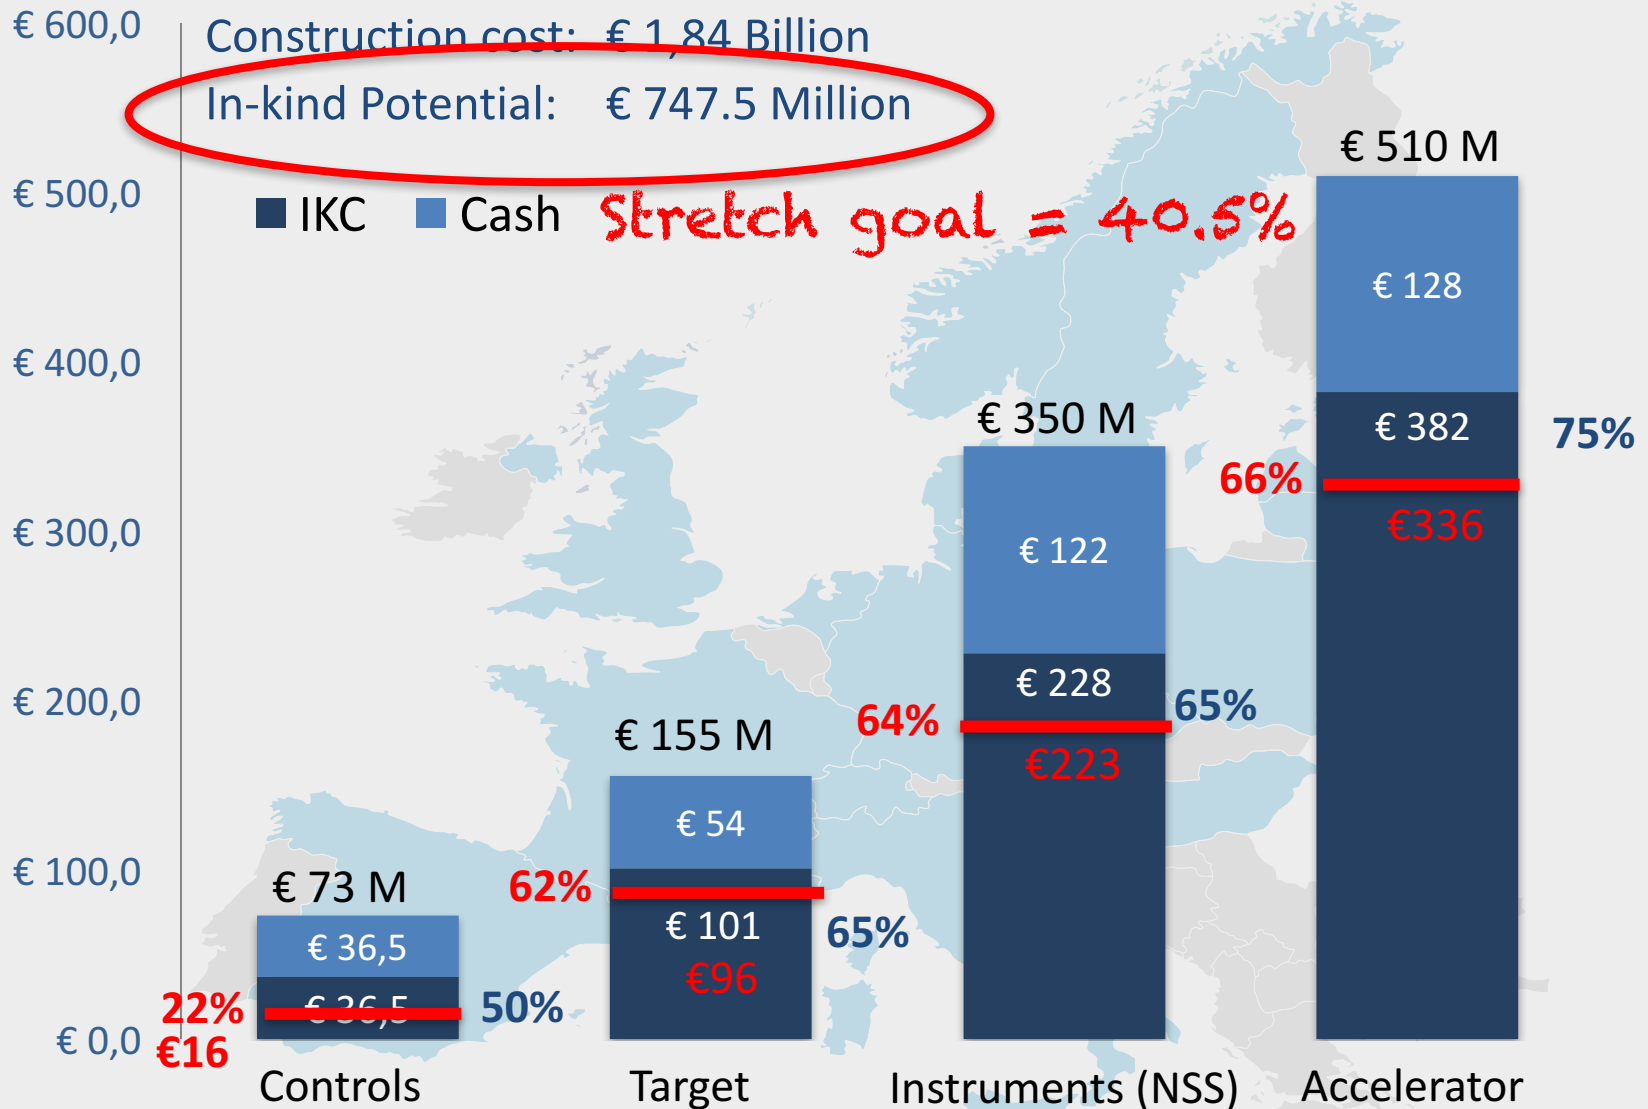 Construction cost: € 1,84 Billion
In-kind Potential: € 747.5 Million
IKC Cash
Stretch goal = 40.5%
€ 600,0
€ 500,0
€ 400,0
€ 300,0
€ 200,0
€ 100,0
€ 0,0
€ 73 M
€ 36,5
€ 36,5
22%
€16
50%
Controls
€ 155 M
€ 54
62%
€ 101
€96
65%
Target
€ 350 M
€ 122
€ 228
64%
65%
€223
Instruments (NSS)
€ 510 M
€ 128
€ 382
75%
66%
€336
Accelerator